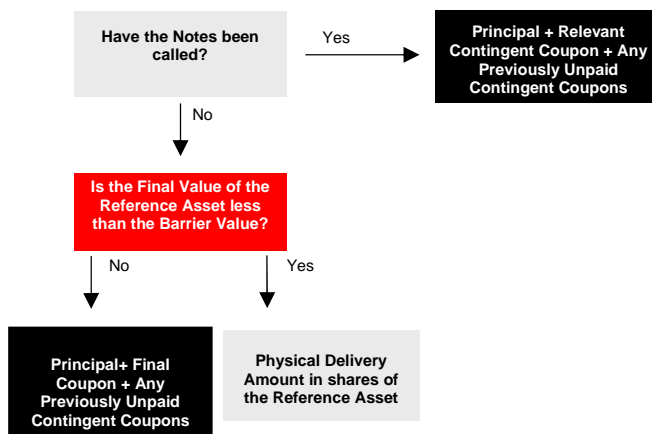 Have the Notes been
called?
Yes
Principal + Relevant
Contingent Coupon + Any
Previously Unpaid
Contingent Coupons
No
Is the Final Value of the
Reference Asset less
than the Barrier Value?
No
Yes
Principal+ Final
Coupon + Any
Previously Unpaid
Contingent Coupons
Physical Delivery
Amount in shares of
the Reference Asset